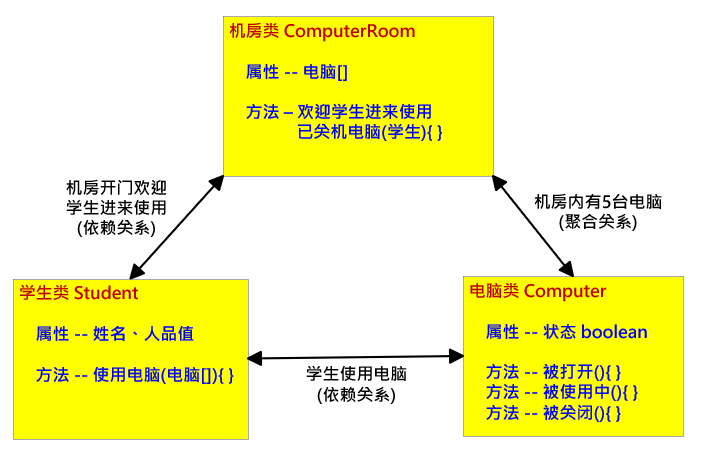 机房类 ComputerRoom
属性 -- 电脑[]
方法 – 欢迎学生进来使用
已关机电脑(学生){ }
机房开门欢迎
学生进来使用
(依赖关系)
机房内有5台电脑
(聚合关系)
学生类 Student
属性 -- 姓名、人品值
方法 -- 使用电脑(电脑[]){ }
学生使用电脑
(依赖关系)
电脑类 Computer
属性 -- 状态 boolean
方法 -- 被打开(){ }
方法 -- 被使用中(){ }
方法 -- 被关闭(){ }